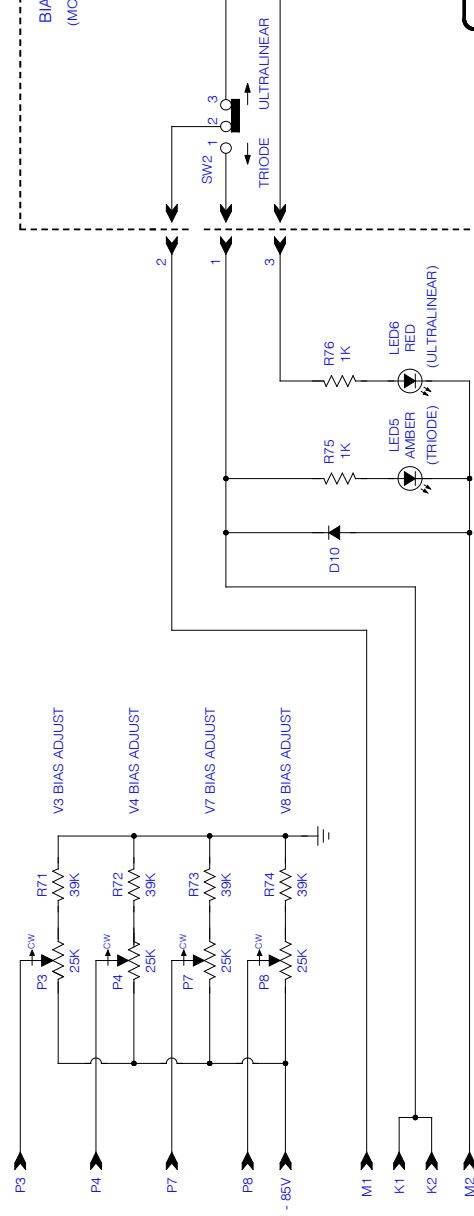 BIA
(MO
3
2
1
SW2
ULTRALINEAR
TRIODE
2
1
3
R76
1K
LED6
RED
(ULTRALINEAR)
R75
1K
LED5
AMBER
(TRIODE)
D10
V3 BIAS ADJUST
V4 BIAS ADJUST
V7 BIAS ADJUST
V8 BIAS ADJUST
R71
39K
R72
39K
R73
39K
R74
39K
CW
P3
25K
CW
P4
25K
CW
P7
25K
CW
P8
25K
P3
P4
P7
P8
- 85V
M1
K1
K2
M2